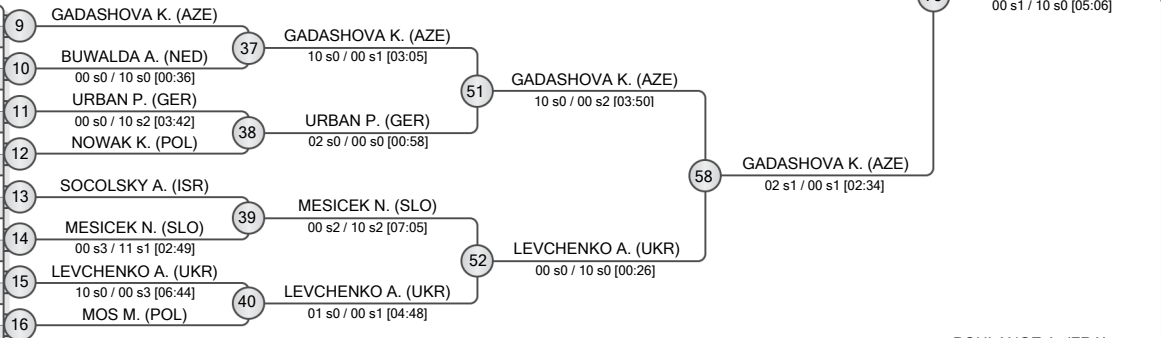 00 s1 / 10 s0 [05:06]
9 GADASHOVA K. (AZE)
37 GADASHOVA K. (AZE)
10 s0 / 00 s1 [03:05]
10 BUWALDA A. (NED)
00 s0 / 10 s0 [00:36]
51 GADASHOVA K. (AZE)
10 s0 / 00 s2 [03:50]
11 URBAN P. (GER)
00 s0 / 10 s2 [03:42]
38 URBAN P. (GER)
02 s0 / 00 s0 [00:58]
12 NOWAK K. (POL)
58 GADASHOVA K. (AZE)
02 s1 / 00 s1 [02:34]
13 SOCOLSKY A. (ISR)
39 MESICEK N. (SLO)
00 s2 / 10 s2 [07:05]
14 MESICEK N. (SLO)
00 s3 / 11 s1 [02:49]
52 LEVCHENKO A. (UKR)
00 s0 / 10 s0 [00:26]
15 LEVCHENKO A. (UKR)
10 s0 / 00 s3 [06:44]
40 LEVCHENKO A. (UKR)
01 s0 / 00 s1 [04:48]
16 MOS M. (POL)